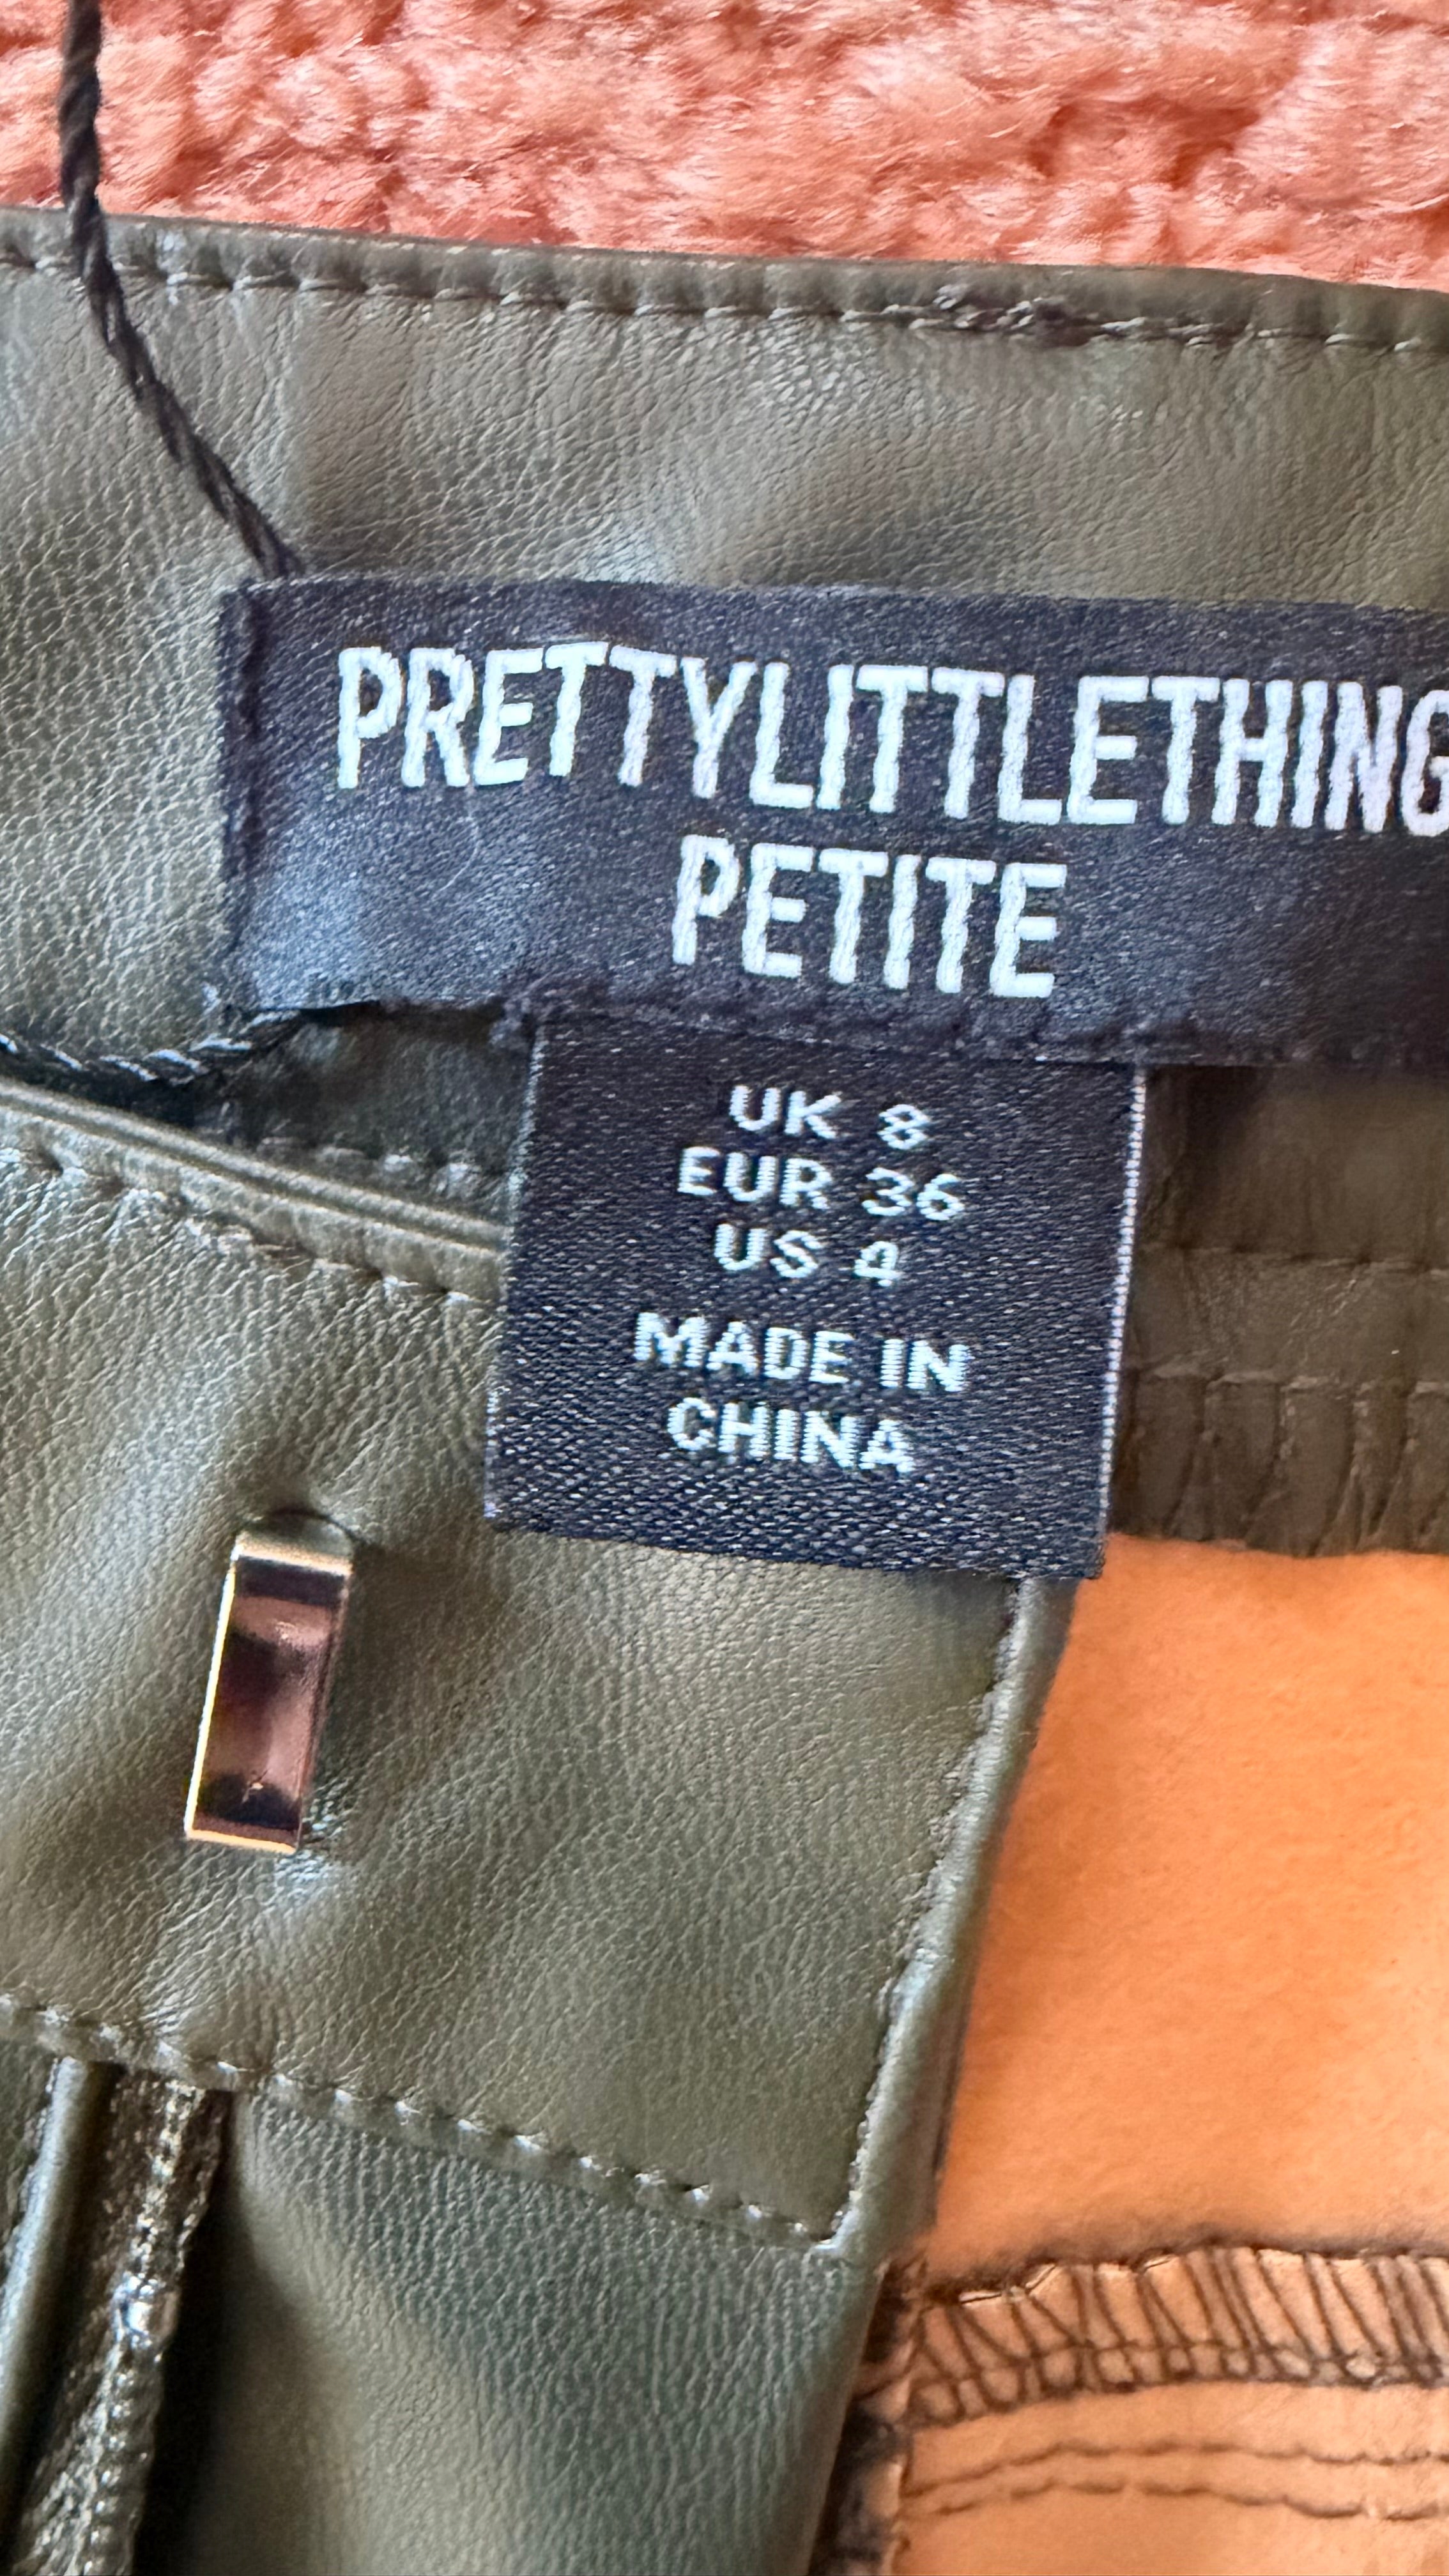 PRETTYLITTLETHING
PETITE
UK 8
EUR 36
US 4
MADE IN
CHINA